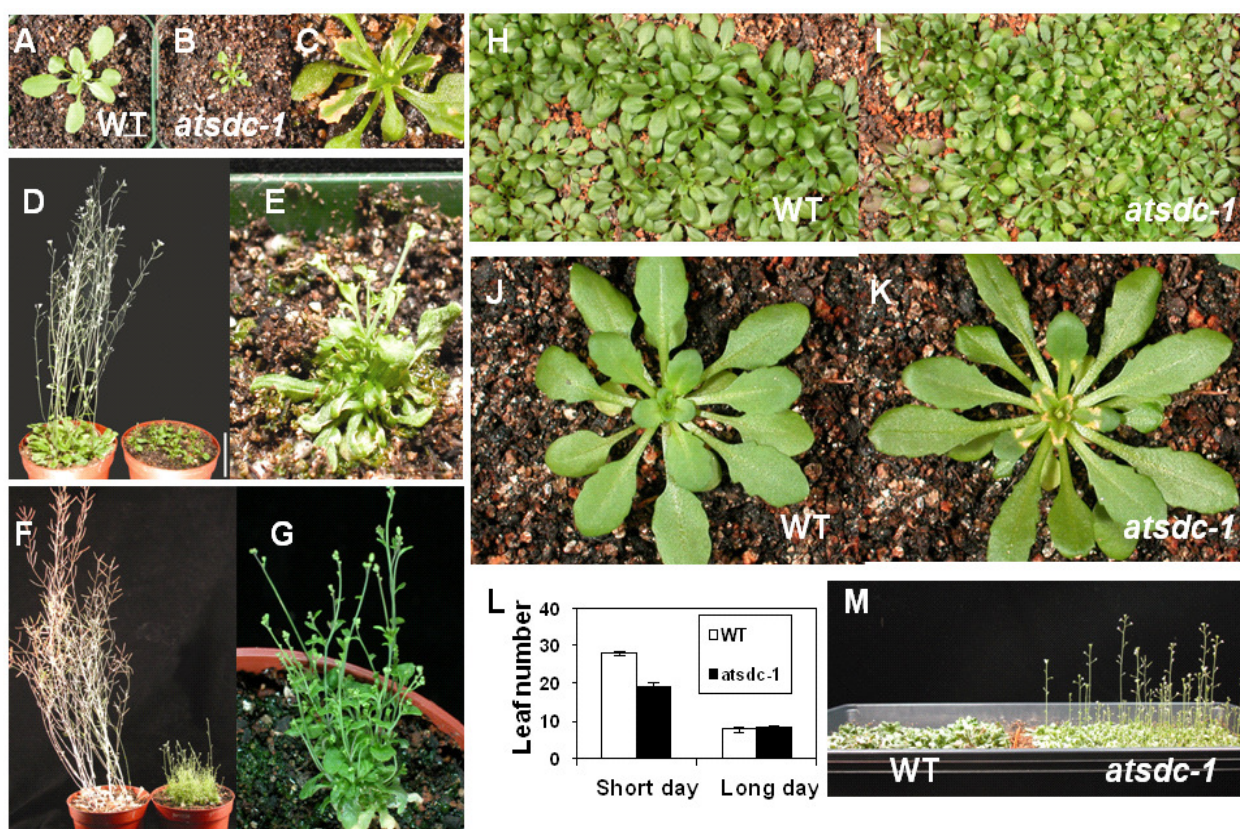 A
WT
B
atsdc-1
C
D
E
F
G
H
WT
I
atsdc-1
J
WT
K
atsdc-1
L
Leaf number
40
30
20
10
0
WT
atsdc-1
Short day
Long day
M
WT
atsdc-1